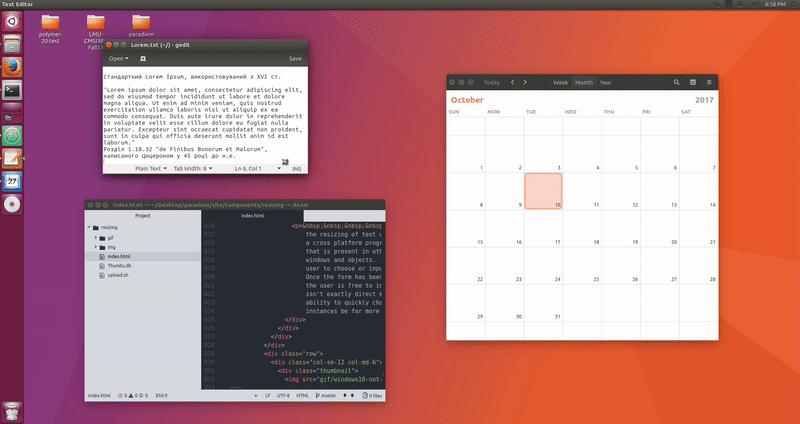 Text Editor
6:58 PM
polymer-20-test
LMU-CMSI370-Fall17
paradixm
Lorem.txt (~/) - gedit
Open
Save
Стандартний Lorem Ipsum, використовуваний з XVI ст.
"Lorem ipsum dolor sit amet, consectetur adipiscing elit,
sed do eiusmod tempor incididunt ut labore et dolore
magna aliqua. Ut enim ad minim veniam, quis nostrud
exercitation ullamco laboris nisi ut aliquip ex ea
commodo consequat. Duis aute irure dolor in reprehenderit
in voluptate velit esse cillum dolore eu fugiat nulla
pariatur. Excepteur sint occaecat cupidatat non proident,
sunt in culpa qui officia deserunt mollit anim id est
laborum."
Розділ 1.10.32 "de Finibus Bonorum et Malorum",
написаного Цицероном у 45 році до н.е.
Plain Text Tab Width: 8 Ln 6, Col 1 INS
Today Week Month Year
October 2017
SUN MON TUE WED THU FRI SAT
1 2 3 4 5 6 7
8 9 10 11 12 13 14
15 16 17 18 19 20 21
22 23 24 25 26 27 28
29 30 31
27
index.html — ~/Desktop/paradixm/site/components/resizing — Atom
Project
index.html
resizing
gif
img
index.html
Thumbs.db
upload.sh
<p>&nbsp;&nbsp;&nbsp;&nbs
the resizing of text
a cross platform prog
that is present in oth
windows and objects.
user to choose or inpu
Once the form has been
the user is free to in
isn't exactly direct m
ability to quickly cha
instances be far more
</div>
</div>
</div>
</div>
<div class="row">
<div class="col-sm-12 col-md-6">
<div class="thumbnail">
<img src="gif/windows10-not-
index.html 0 0 0 856:9 LF UTF-8 HTML master 0 files